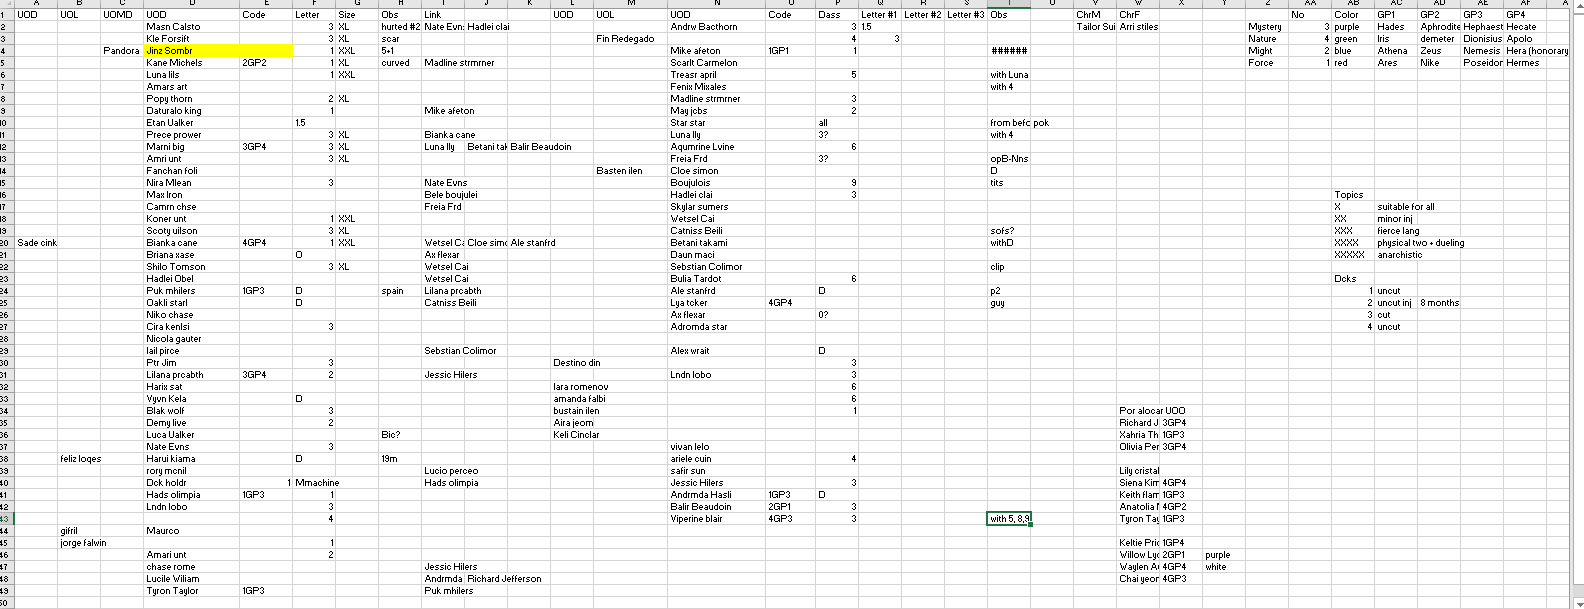 A B C D E F G H I J K L M N O P Q R S T U V W X Y Z AA AB AC AD AE AF A
1 UOD UOL UOMD UOD Code Letter Size Obs Link UOD UOL UOD Code Dass Letter #1 Letter #2 Letter #3 Obs ChrM ChrF No Color GP1 GP2 GP3 GP4
2 Masn Calsto 3 XL hurted #2 Nate Evns Hadlei clai Andrw Bacthorn 0 1.5 Tailor Sui Arri stiles Mystery 3 purple Hades Aphrodite Hephaest Hecate
3 Kle Forsift 3 XL scar Fin Redegado 4 3 Nature 4 green Iris demeter Dionisius Apolo
4 Pandora Jinz Sombr 1 XXL 5+1 Mike afeton 1GP1 1 ###### Might 2 blue Athena Zeus Nemesis Hera (honorary
5 Kane Michels 2GP2 1 XL curved Madline strmrner Scarlt Carmelon Force 1 red Ares Nike Poseidor Hermes
6 Luna lils 1 XXL Treasr april 5 with Luna
7 Amars art Fenix Mixales with 4
8 Popy thorn 2 XL Madline strmrner 3
9 Daturalo king 1 Mike afeton May jcbs 2
10 Etan Ualker 1.5 Star star all from befc pok
11 Prece prower 3 XL Bianka cane Luna lly 3? with 4
12 Marni big 3GP4 3 XL Luna lly Betani tak Balir Beaudoin Aqumrine Lvine 6
13 Amri unt 3 XL Freia Frd 3? opB-Nns
14 Fanchan foli Basten ilen Cloe simon D
15 Nira Mlean 3 Nate Evns Boujulois 9 tits
16 Max Iron Bele boujulei Hadlei clai 3 Topics
17 Camrn chse Freia Frd Skylar sumers X suitable for all
18 Koner unt 1 XXL Wetsel Cai XX minor inj
19 Scoty uilson 3 XL Catniss Beili sofs? XXX fierce lang
20 Sade cink Bianka cane 4GP4 1 XXL Wetsel Ca Cloe simc Ale stanfrd Betani takami withD XXXX physical two + dueling
21 Briana xase O Ax flexar Daun maci XXXXX anarchistic
22 Shilo Tomson 3 XL Wetsel Cai Sebstian Colimor clip
23 Hadlei Obel Wetsel Cai Bulia Tardot 6 Dcks
24 Puk mhilers 1GP3 D spain Lilana prcabth Ale stanfrd D p2 1 uncut
25 Oakli starl D Catniss Beili Lya tcker 4GP4 guy 2 uncut inj 8 months
26 Niko chase Ax flexar 0? 3 cut
27 Cira kenlsi 3 Adromda star 4 uncut
28 Nicola gauter
29 Iail pirce Sebstian Colimor Alex wrait D
30 Ptr Jim 3 Destino din 3
31 Lilana prcabth 3GP4 2 Jessic Hilers Lndn lobo 3
32 Harix sat lara romenov 6
33 Vyvn Kela D amanda falbi 6
34 Blak wolf 3 bustain ilen 1 Por alocar UOO
35 Demy live 2 Aira jeom Richard J 3GP4
36 Luca Ualker Bic? Keli Cinclar Xahria Th 1GP3
37 Nate Evns 3 vivan lelo Olivia Per 3GP4
38 feliz loqes Harui kiama D 19m ariele cuin 4
39 rory mcnil Lucio perceo safir sun Lily cristal
40 Dck holdr 1 Mmachine Hads olimpia Jessic Hilers 3 Siena Kim 4GP4
41 Hads olimpia 1GP3 1 Andrmda Hasli 1GP3 D Keith flam 1GP3
42 Lndn lobo 3 Balir Beaudoin 2GP1 3 Anatolia 4GP2
43 4 Viperine blair 4GP3 3 with 5, 8,9 Tyron Tay 1GP3
44 gifril Maurco
45 jorge falwin 1 Keltie Pric 1GP4
46 Amari unt 2 Willow Lyc 2GP1 purple
47 chase rome Jessic Hilers Waylen A 4GP4 white
48 Lucile Wiliam Andrmda Richard Jefferson Chai yeor 4GP3
49 Tyron Taylor 1GP3 Puk mhilers
50